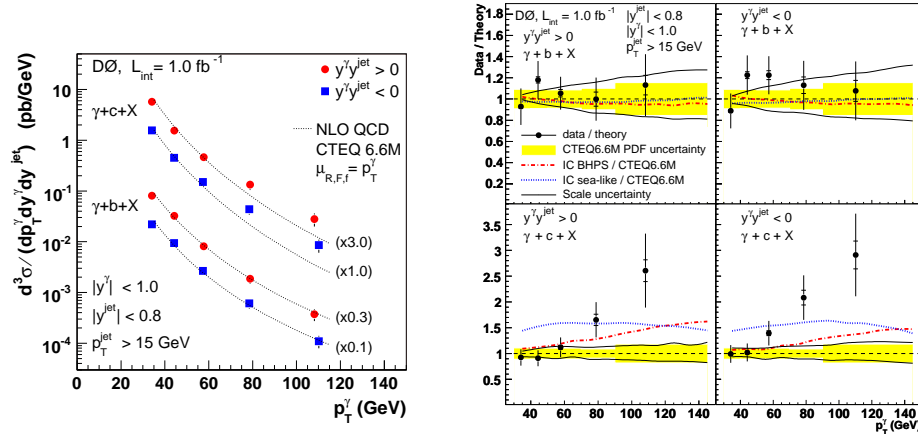 DØ, L_int = 1.0 fb⁻¹
y^γ y^jet > 0
y^γ y^jet < 0
γ+c+X
NLO QCD
CTEQ 6.6M
μ_R,F,f = p_T^γ
γ+b+X
(x3.0)
(x1.0)
|y^γ| < 1.0
|y^jet| < 0.8
p_T^jet > 15 GeV
(x0.3)
(x0.1)
d³σ/(dp_T^γ dy^γ dy^jet) (pb/GeV)
10
1
10⁻¹
10⁻²
10⁻³
10⁻⁴
0 20 40 60 80 100 120 140
p_T^γ (GeV)
Data / Theory
DØ, L_int = 1.0 fb⁻¹
|y^jet| < 0.8
y^γ y^jet > 0
|y^γ| < 1.0
γ + b + X
p_T^jet > 15 GeV
y^γ y^jet < 0
γ + b + X
1.8
1.6
1.4
1.2
1
0.8
0.6
0.4
0.2
data / theory
CTEQ6.6M PDF uncertainty
IC BHPS / CTEQ6.6M
IC sea-like / CTEQ6.6M
Scale uncertainty
y^γ y^jet > 0
γ + c + X
y^γ y^jet < 0
γ + c + X
3.5
3
2.5
2
1.5
1
0.5
40 60 80 100 120 140
40 60 80 100 120 140
p_T^γ (GeV)